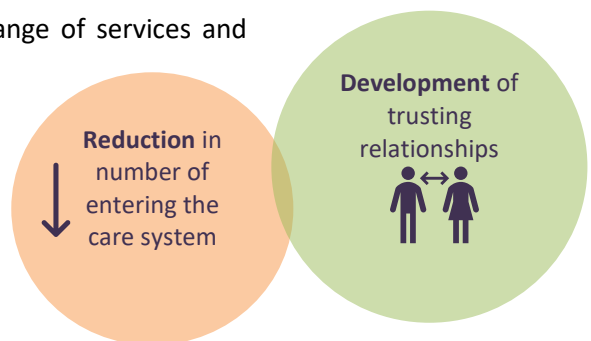 ange of services and
Reduction in
number of
entering the
care system
Development of
trusting
relationships